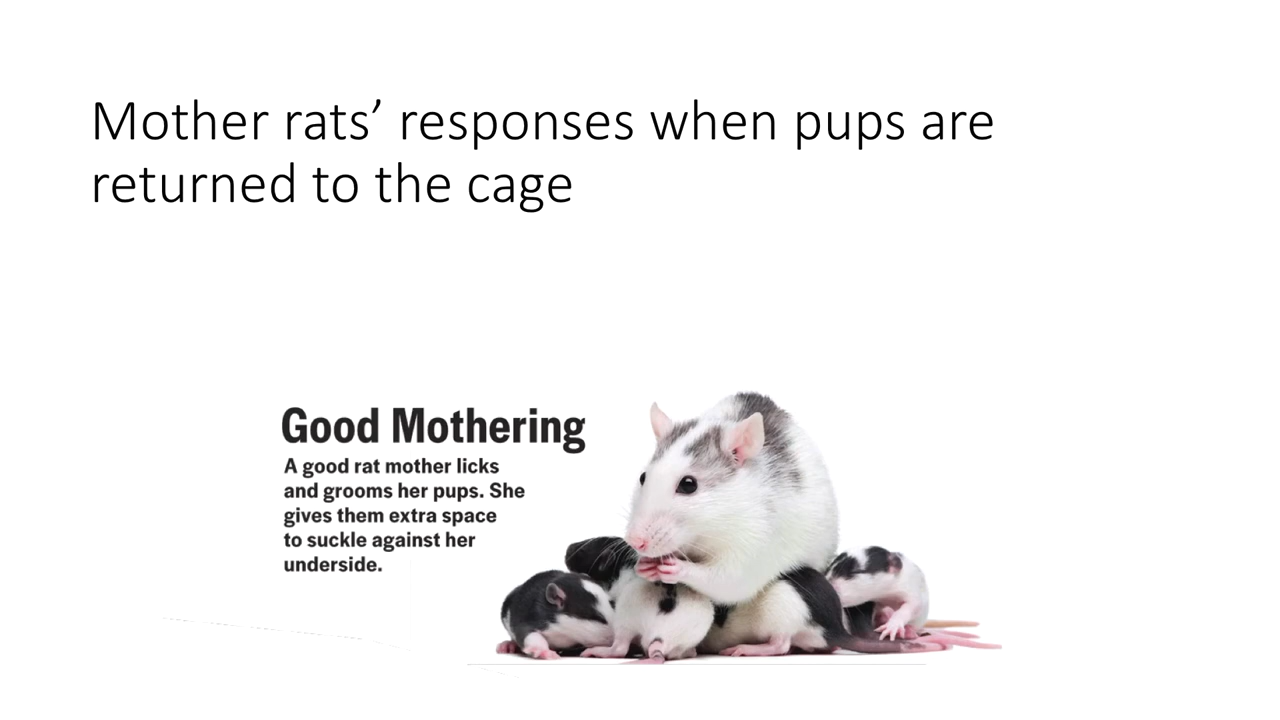 Mother rats’ responses when pups are
returned to the cage
Good Mothering
A good rat mother licks
and grooms her pups. She
gives them extra space
to suckle against her
underside.